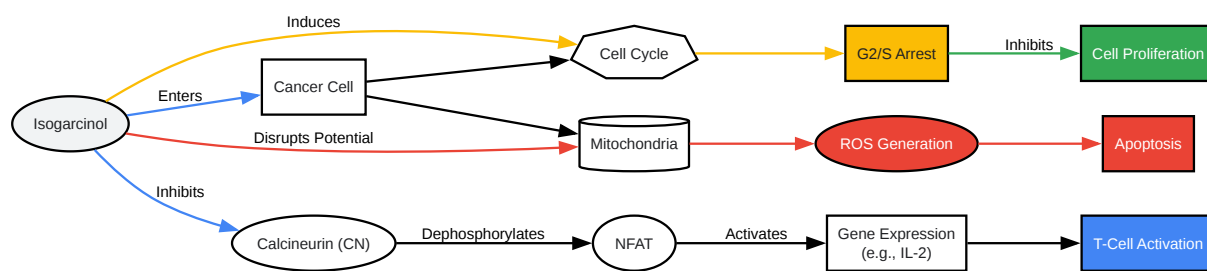 Induces
Cell Cycle
G2/S Arrest
Inhibits
Cell Proliferation
Isogarcinol
Enters
Cancer Cell
Disrupts Potential
Mitochondria
ROS Generation
Apoptosis
Inhibits
Calcineurin (CN)
Dephosphorylates
NFAT
Activates
Gene Expression
(e.g., IL-2)
T-Cell Activation